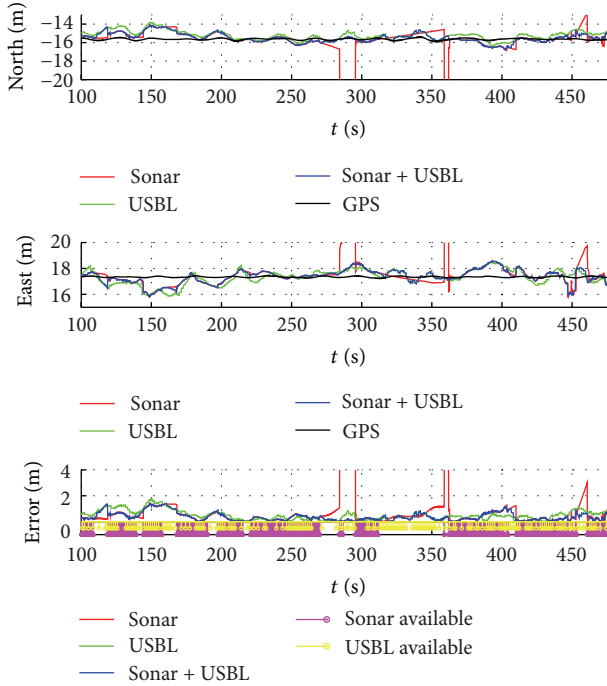 North (m)
−14
−16
−18
−20
100 150 200 250 300 350 400 450
t (s)
Sonar
Sonar + USBL
USBL
GPS
East (m)
20
18
16
100 150 200 250 300 350 400 450
t (s)
Sonar
Sonar + USBL
USBL
GPS
Error (m)
4
2
0
100 150 200 250 300 350 400 450
t (s)
Sonar
Sonar available
USBL
USBL available
Sonar + USBL